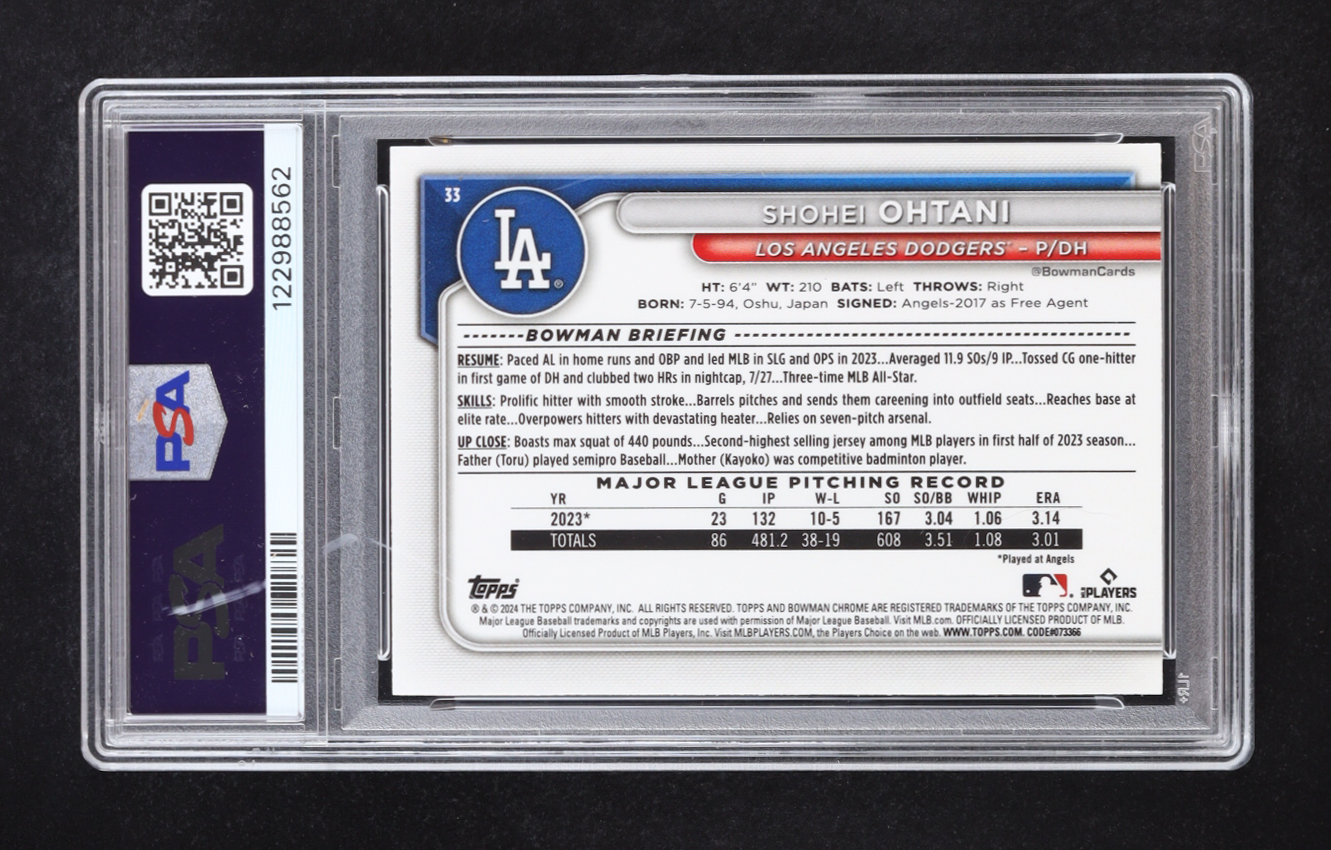 122988562
PSA
PSA
PSA
1LR+
33
LA
SHOHEI OHTANI
LOS ANGELES DODGERS™ – P/DH
@BowmanCards
HT: 6'4" WT: 210 BATS: Left THROWS: Right
BORN: 7-5-94, Oshu, Japan SIGNED: Angels-2017 as Free Agent
BOWMAN BRIEFING
RESUME: Paced AL in home runs and OBP and led MLB in SLG and OPS in 2023...Averaged 11.9 SOs/9 IP...Tossed CG one-hitter
in first game of DH and clubbed two HRs in nightcap, 7/27...Three-time MLB All-Star.
SKILLS: Prolific hitter with smooth stroke...Barrels pitches and sends them careening into outfield seats...Reaches base at
elite rate...Overpowers hitters with devastating heater...Relies on seven-pitch arsenal.
UP CLOSE: Boasts max squat of 440 pounds...Second-highest selling jersey among MLB players in first half of 2023 season...
Father (Toru) played semipro Baseball...Mother (Kayoko) was competitive badminton player.
MAJOR LEAGUE PITCHING RECORD
YR G IP W-L SO SO/BB WHIP ERA
2023* 23 132 10-5 167 3.04 1.06 3.14
TOTALS 86 481.2 38-19 608 3.51 1.08 3.01
*Played at Angels
Topps®
MLB PLAYERS
® & © 2024 THE TOPPS COMPANY, INC. ALL RIGHTS RESERVED. TOPPS AND BOWMAN CHROME ARE REGISTERED TRADEMARKS OF THE TOPPS COMPANY, INC.
Major League Baseball trademarks and copyrights are used with permission of Major League Baseball. Visit MLB.com. OFFICIALLY LICENSED PRODUCT OF MLB.
Officially Licensed Product of MLB Players, Inc. Visit MLBPLAYERS.COM, the Players Choice on the web. WWW.TOPPS.COM. CODE#073366